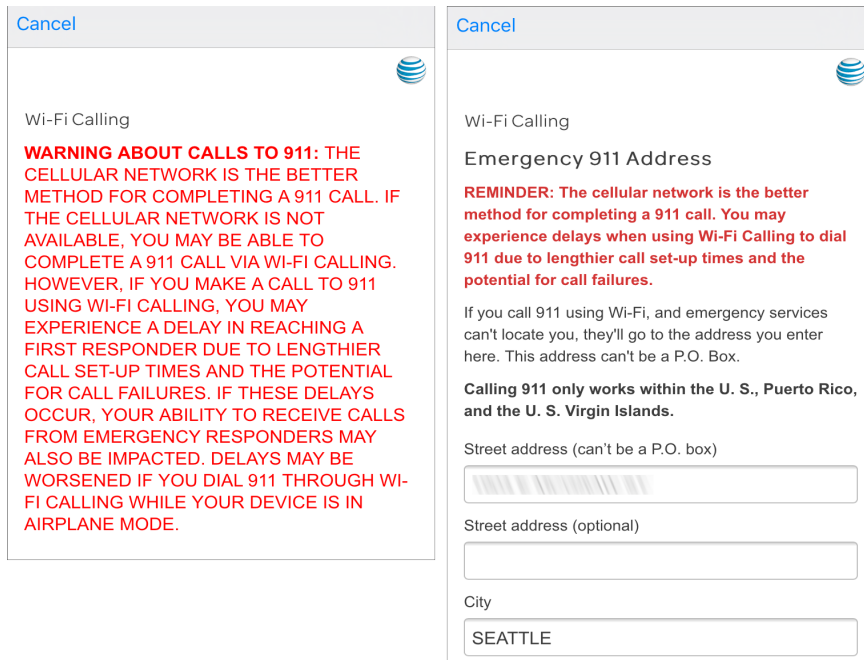 Cancel
Wi-Fi Calling
WARNING ABOUT CALLS TO 911: THE
CELLULAR NETWORK IS THE BETTER
METHOD FOR COMPLETING A 911 CALL. IF
THE CELLULAR NETWORK IS NOT
AVAILABLE, YOU MAY BE ABLE TO
COMPLETE A 911 CALL VIA WI-FI CALLING.
HOWEVER, IF YOU MAKE A CALL TO 911
USING WI-FI CALLING, YOU MAY
EXPERIENCE A DELAY IN REACHING A
FIRST RESPONDER DUE TO LENGTHIER
CALL SET-UP TIMES AND THE POTENTIAL
FOR CALL FAILURES. IF THESE DELAYS
OCCUR, YOUR ABILITY TO RECEIVE CALLS
FROM EMERGENCY RESPONDERS MAY
ALSO BE IMPACTED. DELAYS MAY BE
WORSENED IF YOU DIAL 911 THROUGH WI-
FI CALLING WHILE YOUR DEVICE IS IN
AIRPLANE MODE.
Cancel
Wi-Fi Calling
Emergency 911 Address
REMINDER: The cellular network is the better
method for completing a 911 call. You may
experience delays when using Wi-Fi Calling to dial
911 due to lengthier call set-up times and the
potential for call failures.
If you call 911 using Wi-Fi, and emergency services
can't locate you, they'll go to the address you enter
here. This address can't be a P.O. Box.
Calling 911 only works within the U. S., Puerto Rico,
and the U. S. Virgin Islands.
Street address (can’t be a P.O. box)
Street address (optional)
City
SEATTLE